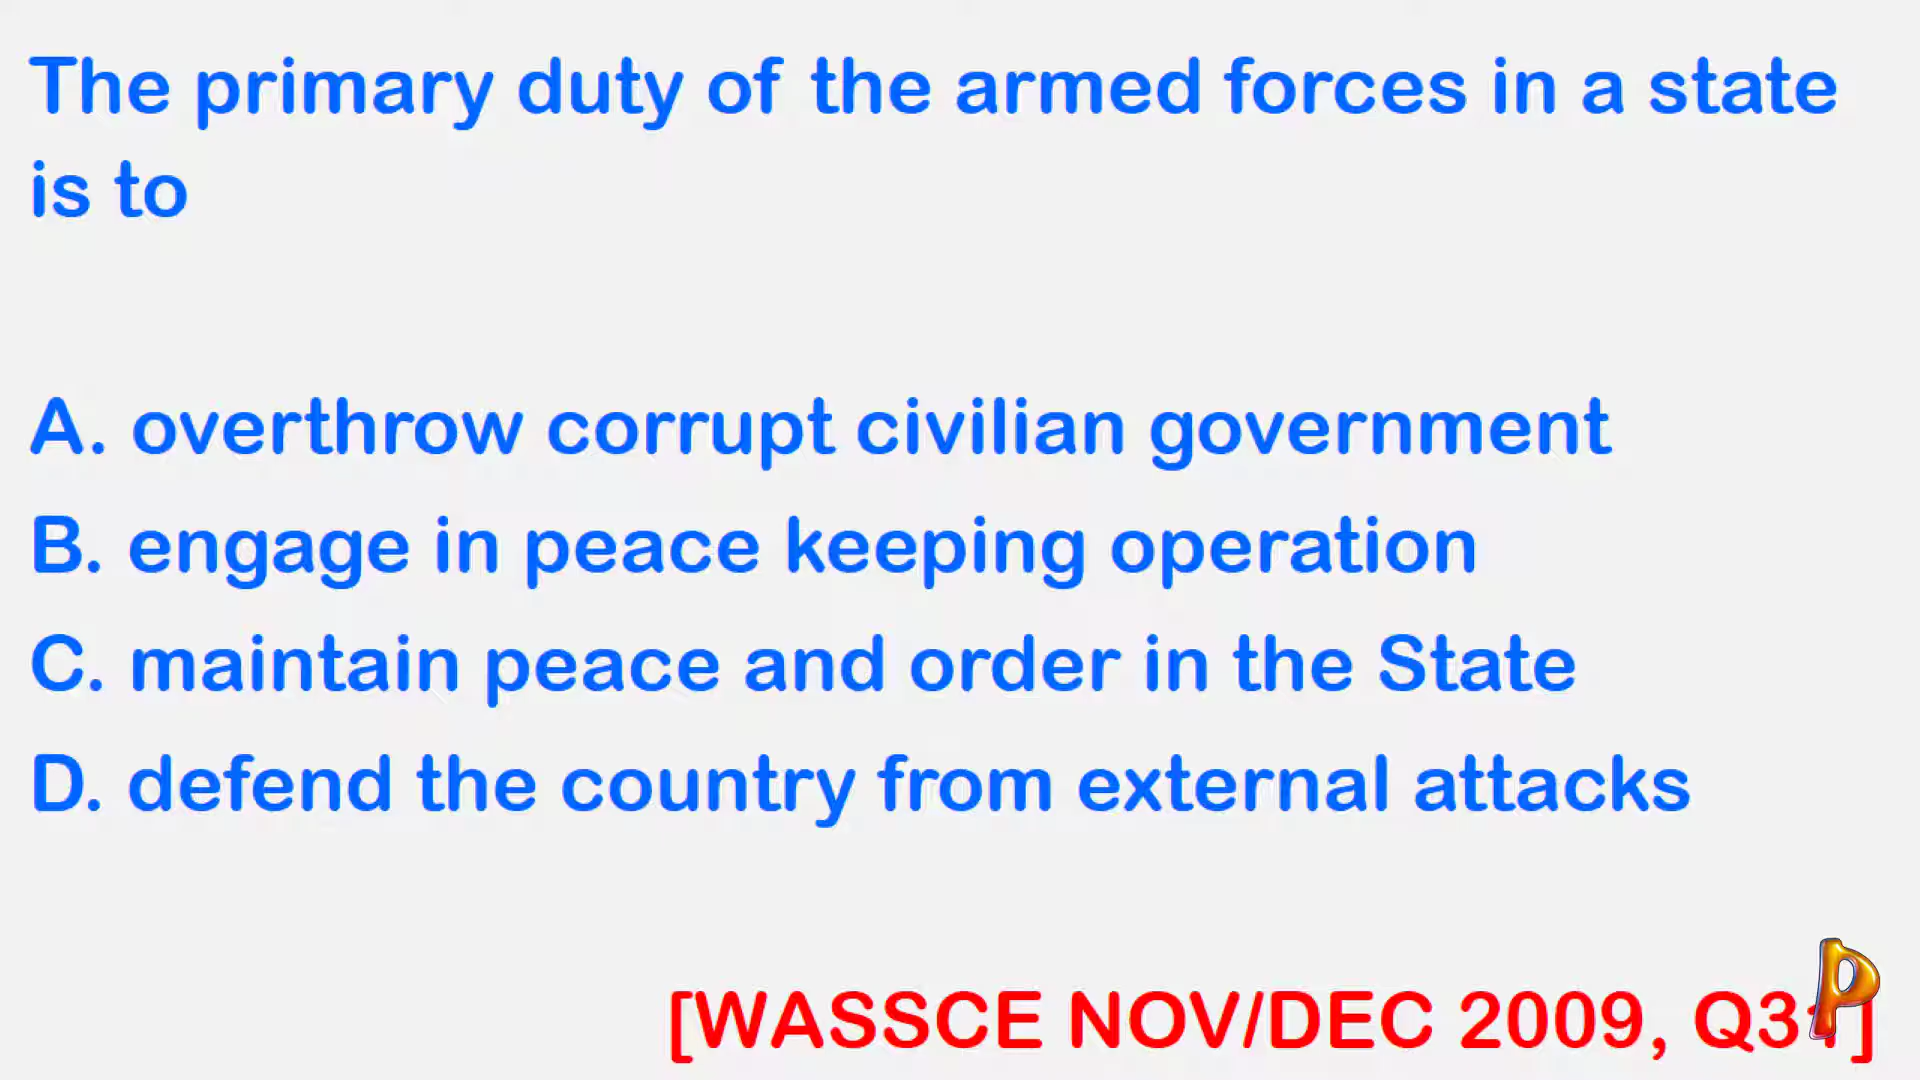 The primary duty of the armed forces in a state
is to
A. overthrow corrupt civilian government
B. engage in peace keeping operation
C. maintain peace and order in the State
D. defend the country from external attacks
[WASSCE NOV/DEC 2009, Q31]
P